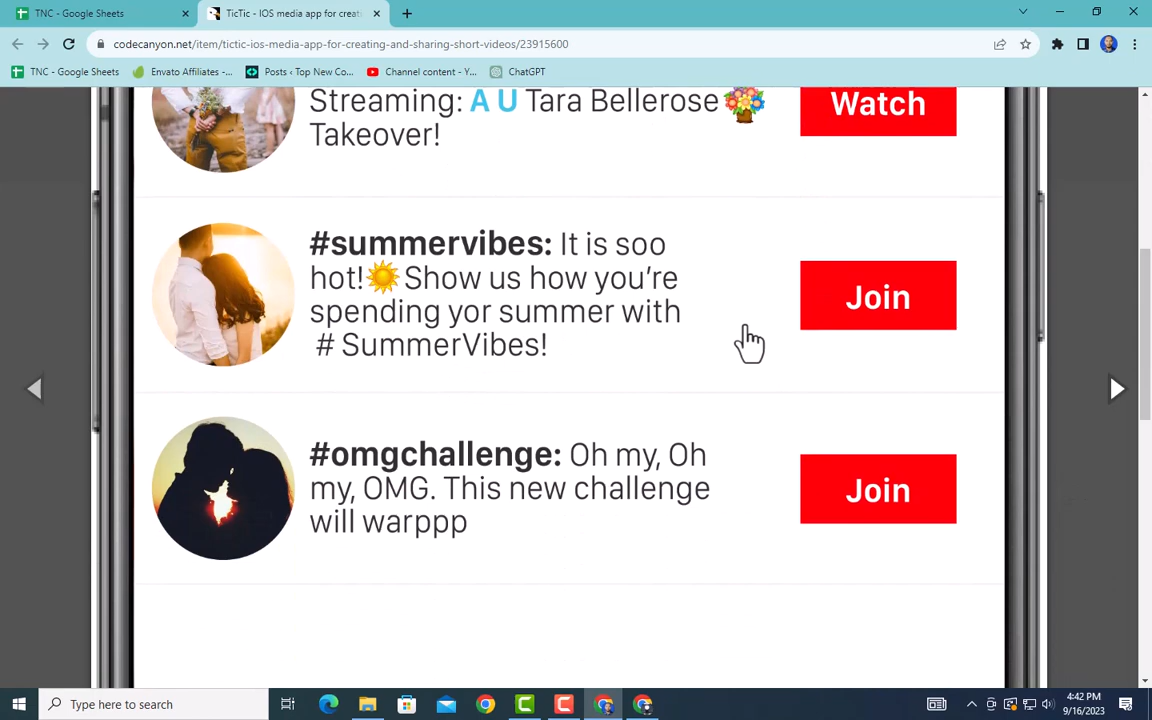 TNC - Google Sheets
TicTic - IOS media app for creati
codecanyon.net/item/tictic-ios-media-app-for-creating-and-sharing-short-videos/23915600
TNC - Google Sheets
Envato Affiliates -...
Posts ‹ Top New Co...
Channel content - Y...
ChatGPT
Streaming: A U Tara Bellerose
Takeover!
Watch
#summervibes: It is soo
hot! Show us how you’re
spending yor summer with
# SummerVibes!
Join
#omgchallenge: Oh my, Oh
my, OMG. This new challenge
will warppp
Join
Type here to search
4:42 PM
9/16/2023